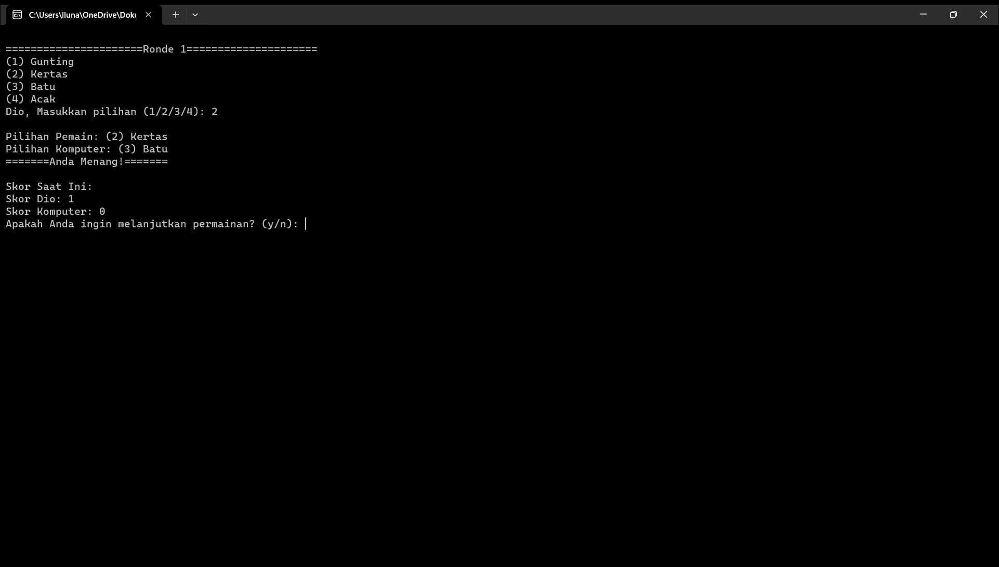 C:\Users\lluna\OneDrive\Doku
======================Ronde 1=====================
(1) Gunting
(2) Kertas
(3) Batu
(4) Acak
Dio, Masukkan pilihan (1/2/3/4): 2
Pilihan Pemain: (2) Kertas
Pilihan Komputer: (3) Batu
=======Anda Menang!=======
Skor Saat Ini:
Skor Dio: 1
Skor Komputer: 0
Apakah Anda ingin melanjutkan permainan? (y/n):